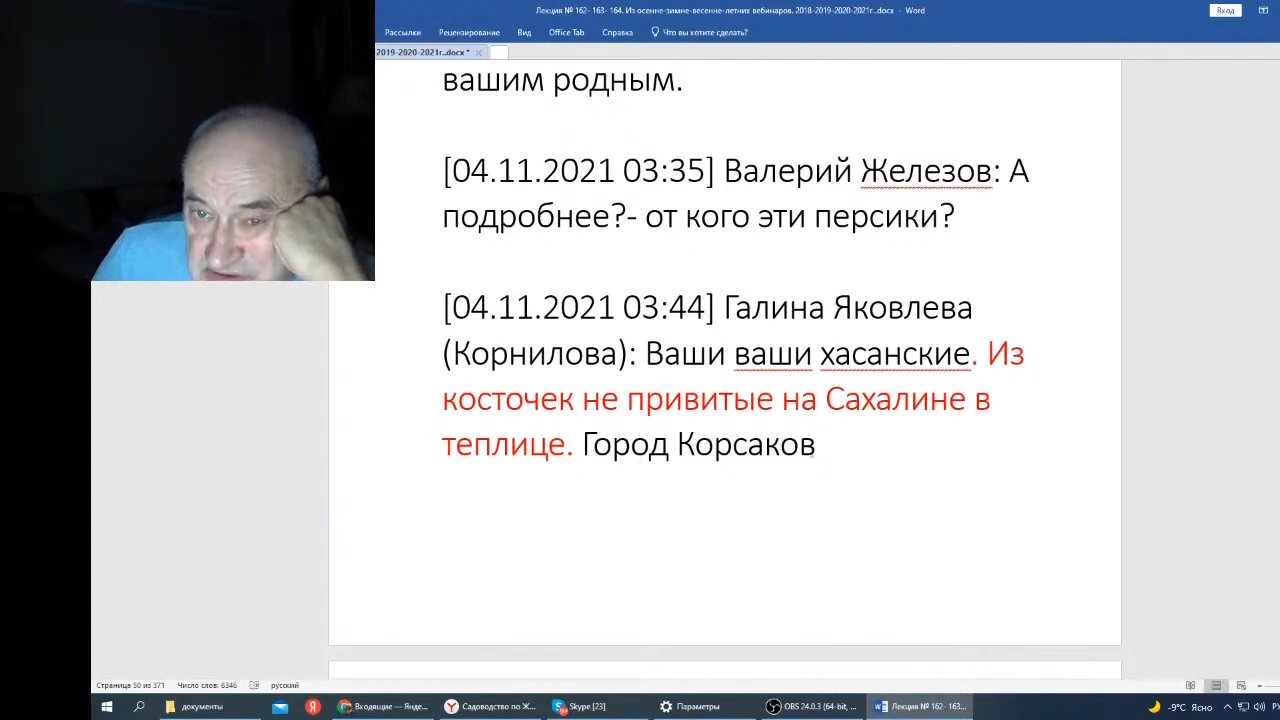 Лекция № 162- 163- 164. Из осенне-зимне-весенне-летних вебинаров. 2018-2019-2020-2021г..docx - Word
Вход
Рассылки Рецензирование Вид Office Tab Справка Что вы хотите сделать?
2019-2020-2021г..docx *
вашим родным.
[04.11.2021 03:35] Валерий Железов: А
подробнее?- от кого эти персики?
[04.11.2021 03:44] Галина Яковлева
(Корнилова): Ваши ваши хасанские. Из
косточек не привитые на Сахалине в
теплице. Город Корсаков
Страница 50 из 371 Число слов: 6346 русский
документы Входящие — Янде... Садоводство по Ж... Skype [23] Параметры OBS 24.0.3 (64-bit, ... Лекция № 162- 163... -9°C Ясно